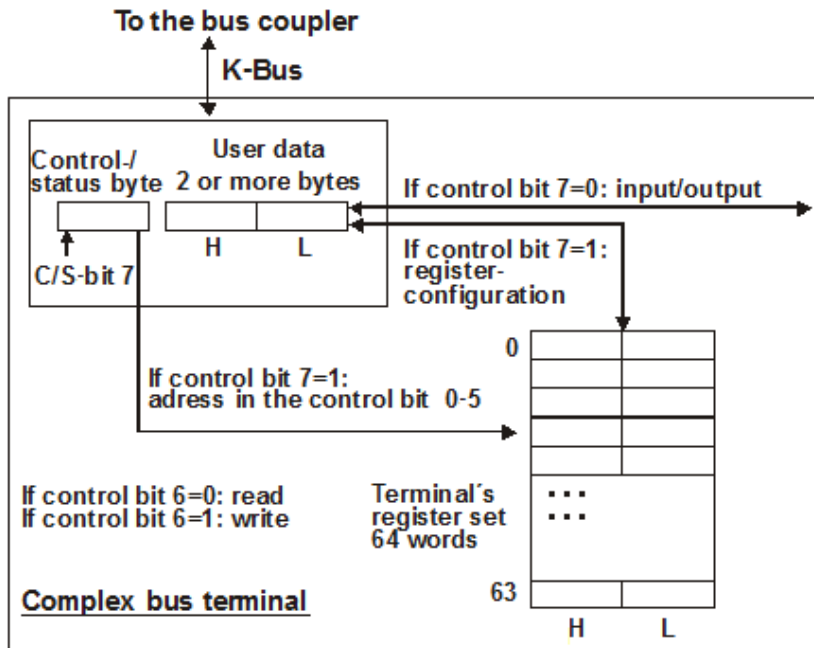 To the bus coupler
K-Bus
Control-/
status byte
User data
2 or more bytes
H L
C/S-bit 7
If control bit 7=0: input/output
If control bit 7=1:
register-
configuration
If control bit 7=1:
adress in the control bit 0-5
0
If control bit 6=0: read
If control bit 6=1: write
Terminal´s
register set
64 words
...
...
63
H L
Complex bus terminal